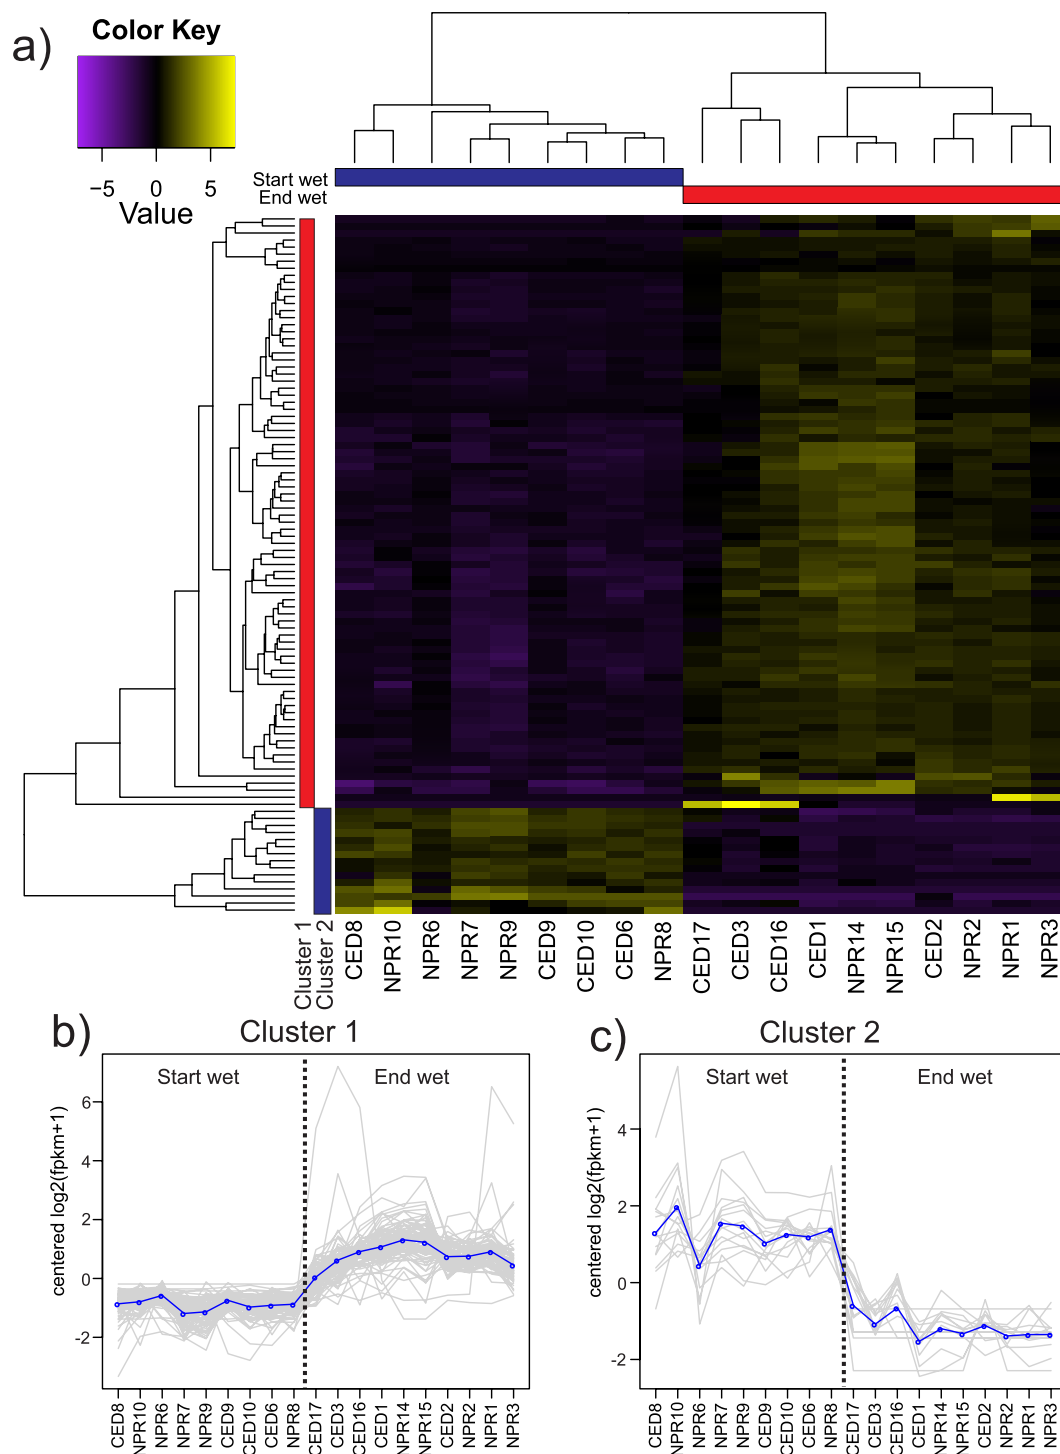 a)
Color Key
−5 0 5
Value
Start wet
End wet
Cluster 1
Cluster 2
CED8 NPR10 NPR6 NPR7 NPR9 CED9 CED10 CED6 NPR8 CED17 CED3 CED16 CED1 NPR14 NPR15 CED2 NPR2 NPR1 NPR3
b)
Cluster 1
Start wet End wet
centered log2(fpkm+1)
6
4
2
0
-2
CED8 NPR10 NPR6 NPR7 NPR9 CED9 CED10 CED6 NPR8 CED17 CED3 CED16 CED1 NPR14 NPR15 CED2 NPR2 NPR1 NPR3
c)
Cluster 2
Start wet End wet
centered log2(fpkm+1)
4
2
0
-2
CED8 NPR10 NPR6 NPR7 NPR9 CED9 CED10 CED6 NPR8 CED17 CED3 CED16 CED1 NPR14 NPR15 CED2 NPR2 NPR1 NPR3